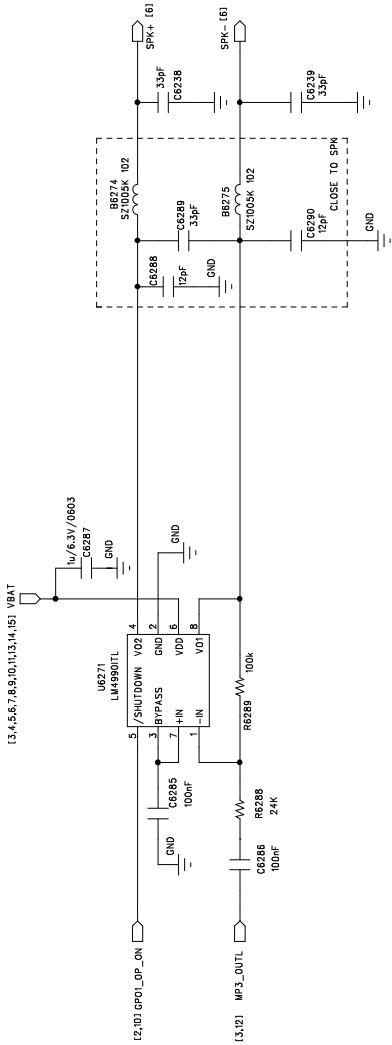 [3,4,5,6,7,8,9,10,11,13,14,15] VBAT
1u/6.3V/0603
C6287
GND
U6271
LM4990ITL
5 /SHUTDOWN VO2 4
3 BYPASS GND 2
7 +IN VDD 6
1 -IN VO1 8
GND
GND
C6285
100nF
R6289
100k
R6288
24K
C6286
100nF
[2,10] GPO1_OP_ON
[3,12] MP3_OUTL
SPK+ [6]
33pF
C6238
B6274
SZ1005K 102
C6289
33pF
C6288
12pF
GND
SPK- [6]
C6239
33pF
B6275
SZ1005K 102
CLOSE TO SPK
C6290
12pF
GND